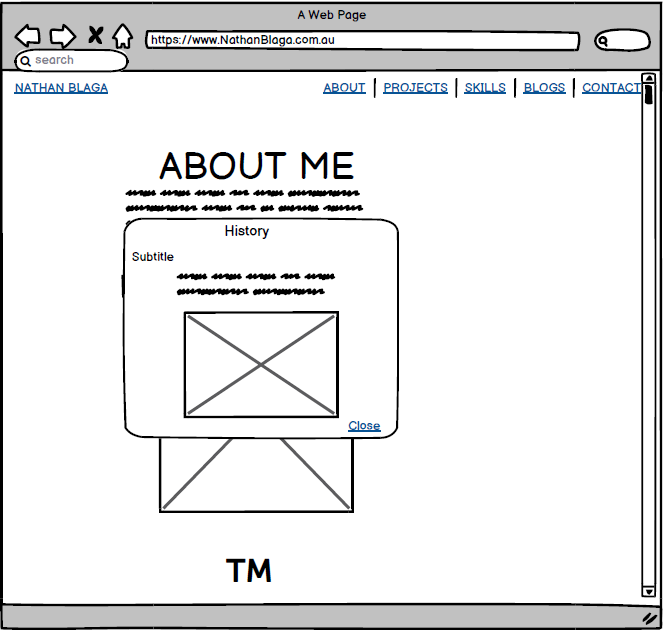 A Web Page
https://www.NathanBlaga.com.au
search
NATHAN BLAGA ABOUT PROJECTS SKILLS BLOGS CONTACT
ABOUT ME
History
Subtitle
Close
TM